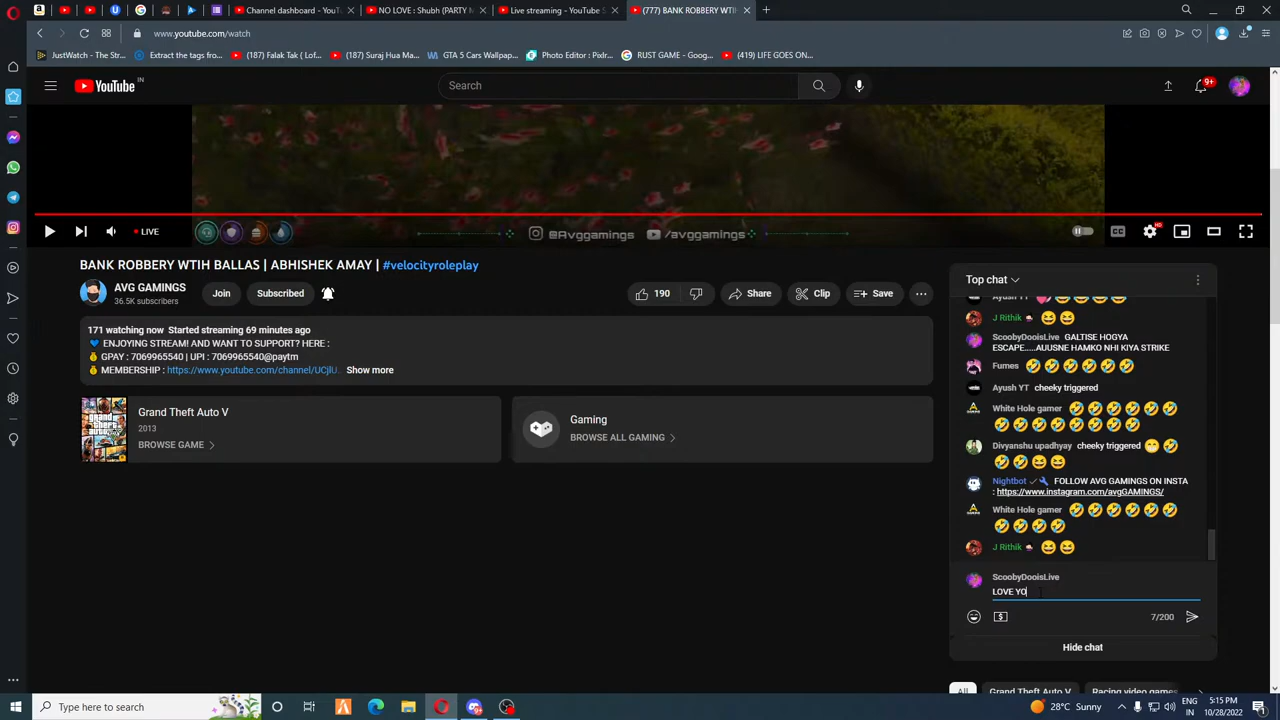 Channel dashboard - YouT
NO LOVE : Shubh (PARTY M
Live streaming - YouTube S
(777) BANK ROBBERY WTI
www.youtube.com/watch
JustWatch - The Str
Extract the tags from
(187) Falak Tak ( Lof
(187) Suraj Hua Ma
GTA 5 Cars Wallpap
Photo Editor : Pixlr
RUST GAME - Goog
(419) LIFE GOES ON
YouTube IN
Search
9+
LIVE
@Avggamings
/avggamings
CC
HD
BANK ROBBERY WTIH BALLAS | ABHISHEK AMAY | #velocityroleplay
AVG GAMINGS
36.5K subscribers
Join
Subscribed
190
Share
Clip
Save
171 watching now Started streaming 69 minutes ago
ENJOYING STREAM! AND WANT TO SUPPORT? HERE :
GPAY : 7069965540 | UPI : 7069965540@paytm
MEMBERSHIP : https://www.youtube.com/channel/UCjlU... Show more
Grand Theft Auto V
2013
BROWSE GAME
Gaming
BROWSE ALL GAMING
Top chat
Ayush YT
J Rithik
ScoobyDooisLive GALTISE HOGYA
ESCAPE.....AUUSNE HAMKO NHI KIYA STRIKE
Fumes
Ayush YT cheeky triggered
White Hole gamer
Divyanshu upadhyay cheeky triggered
Nightbot FOLLOW AVG GAMINGS ON INSTA
: https://www.instagram.com/avgGAMINGS/
White Hole gamer
J Rithik
ScoobyDooisLive
LOVE YO
7/200
Hide chat
All
Grand Theft Auto V
Racing video games
Type here to search
28°C Sunny
ENG
IN
5:15 PM
10/28/2022
1